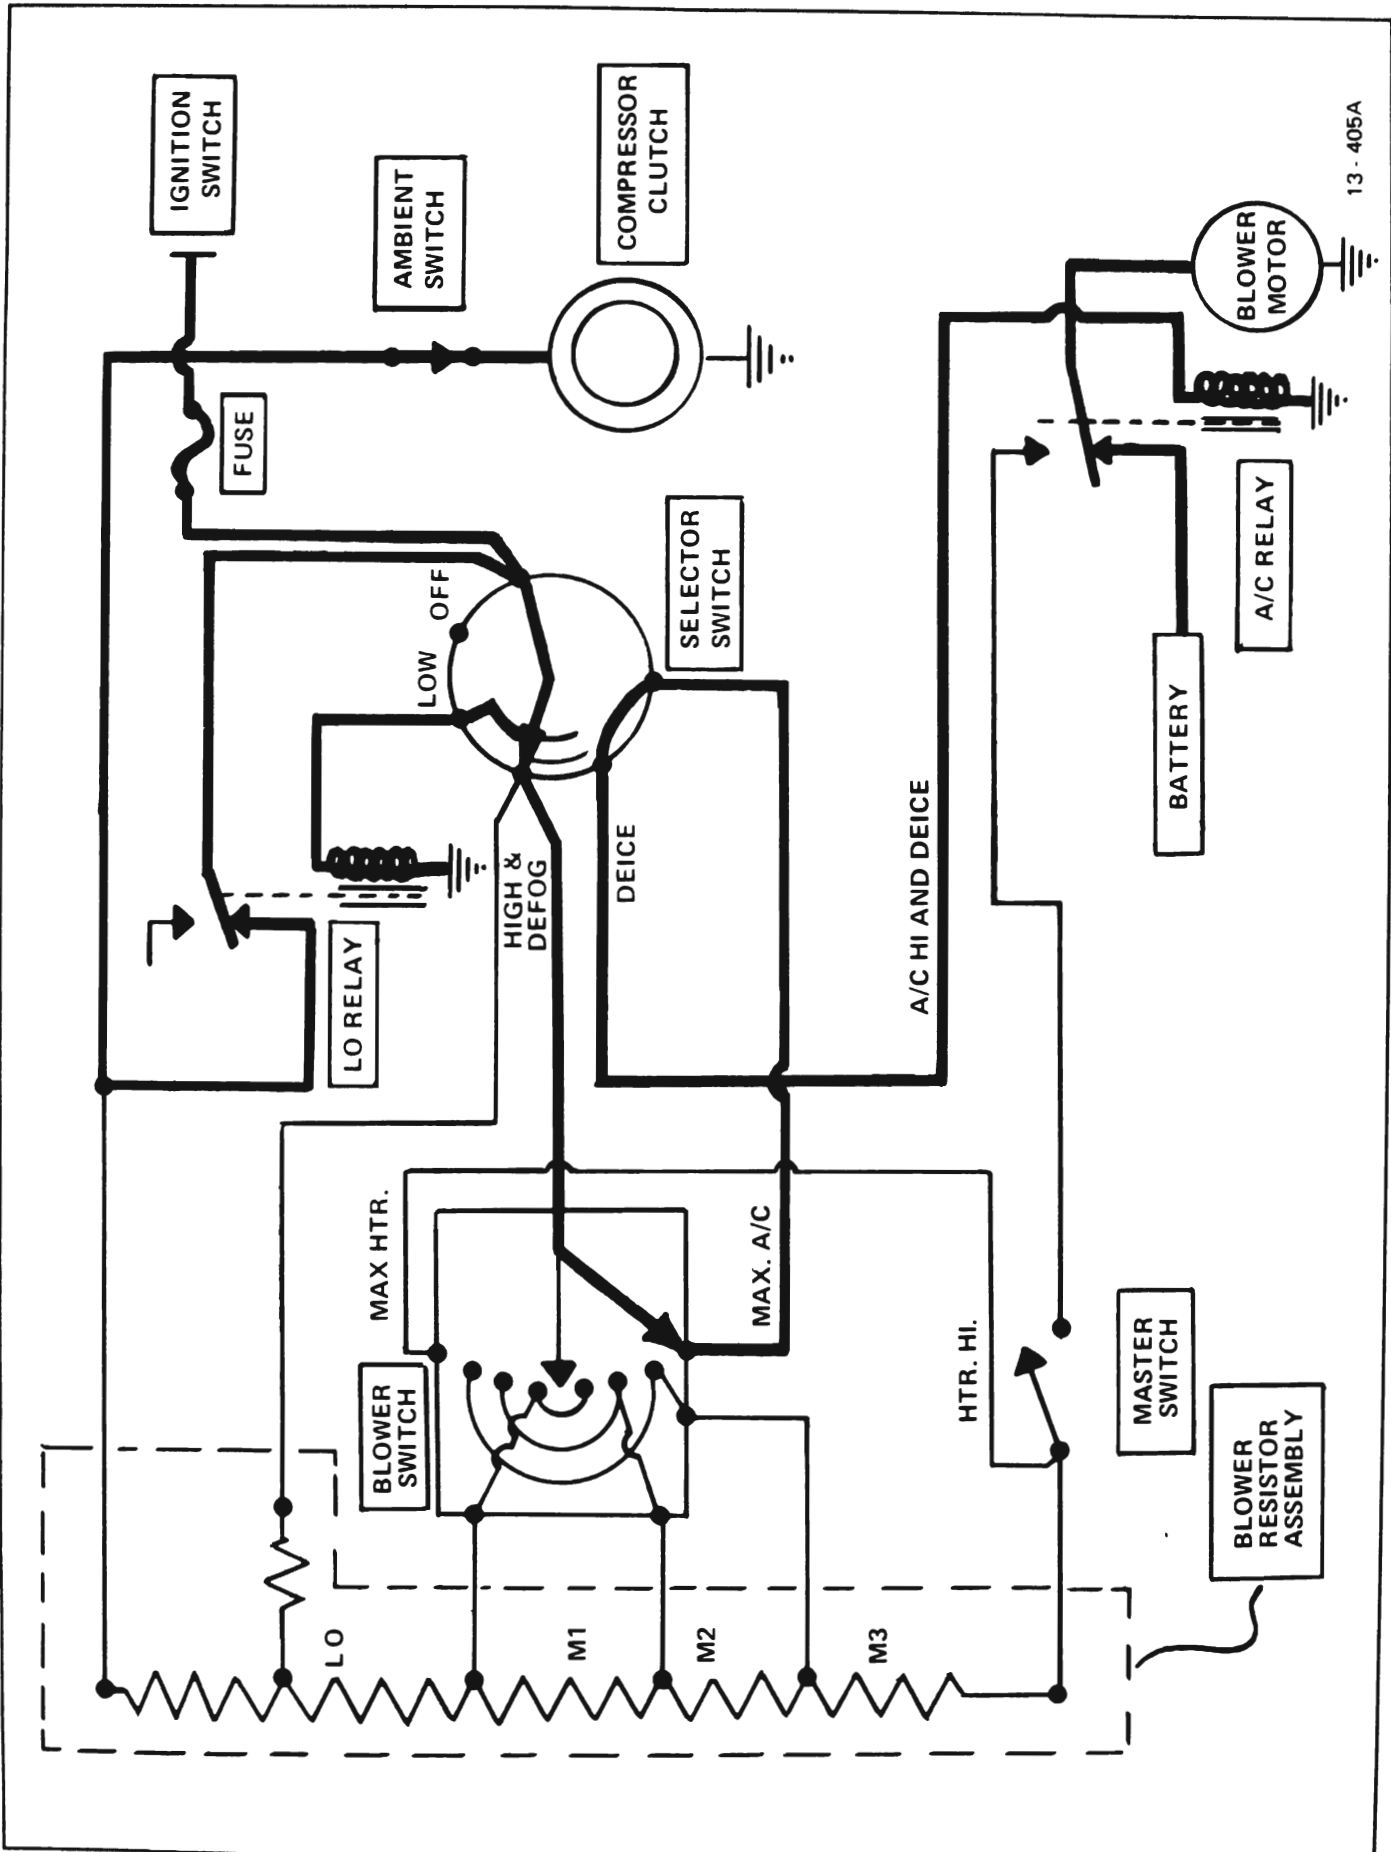 BLOWER
RESISTOR
ASSEMBLY
MASTER
SWITCH
HTR. HI.
BLOWER
SWITCH
MAX HTR.
MAX. A/C
LO
M1
M2
M3
LO RELAY
HIGH &
DEFOG
DEICE
A/C HI AND DEICE
LOW
OFF
SELECTOR
SWITCH
BATTERY
A/C RELAY
FUSE
IGNITION
SWITCH
AMBIENT
SWITCH
COMPRESSOR
CLUTCH
BLOWER
MOTOR
13 - 405A